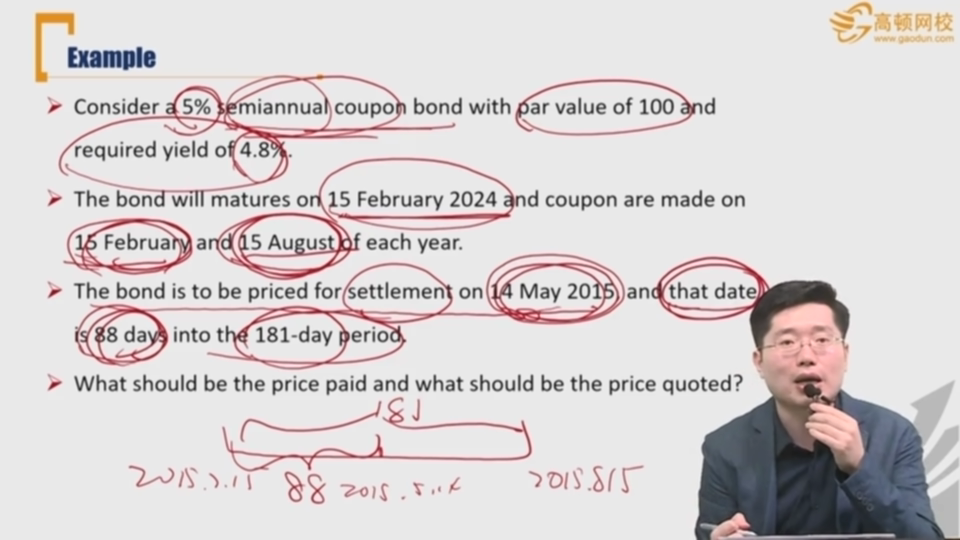 高顿网校
www.gaodun.com
Example
Consider a 5% semiannual coupon bond with par value of 100 and
required yield of 4.8%.
The bond will matures on 15 February 2024 and coupon are made on
15 February and 15 August of each year.
The bond is to be priced for settlement on 14 May 2015, and that date
is 88 days into the 181-day period.
What should be the price paid and what should be the price quoted?
181
2015.2.15 88 2015.5.14 2015.8.15